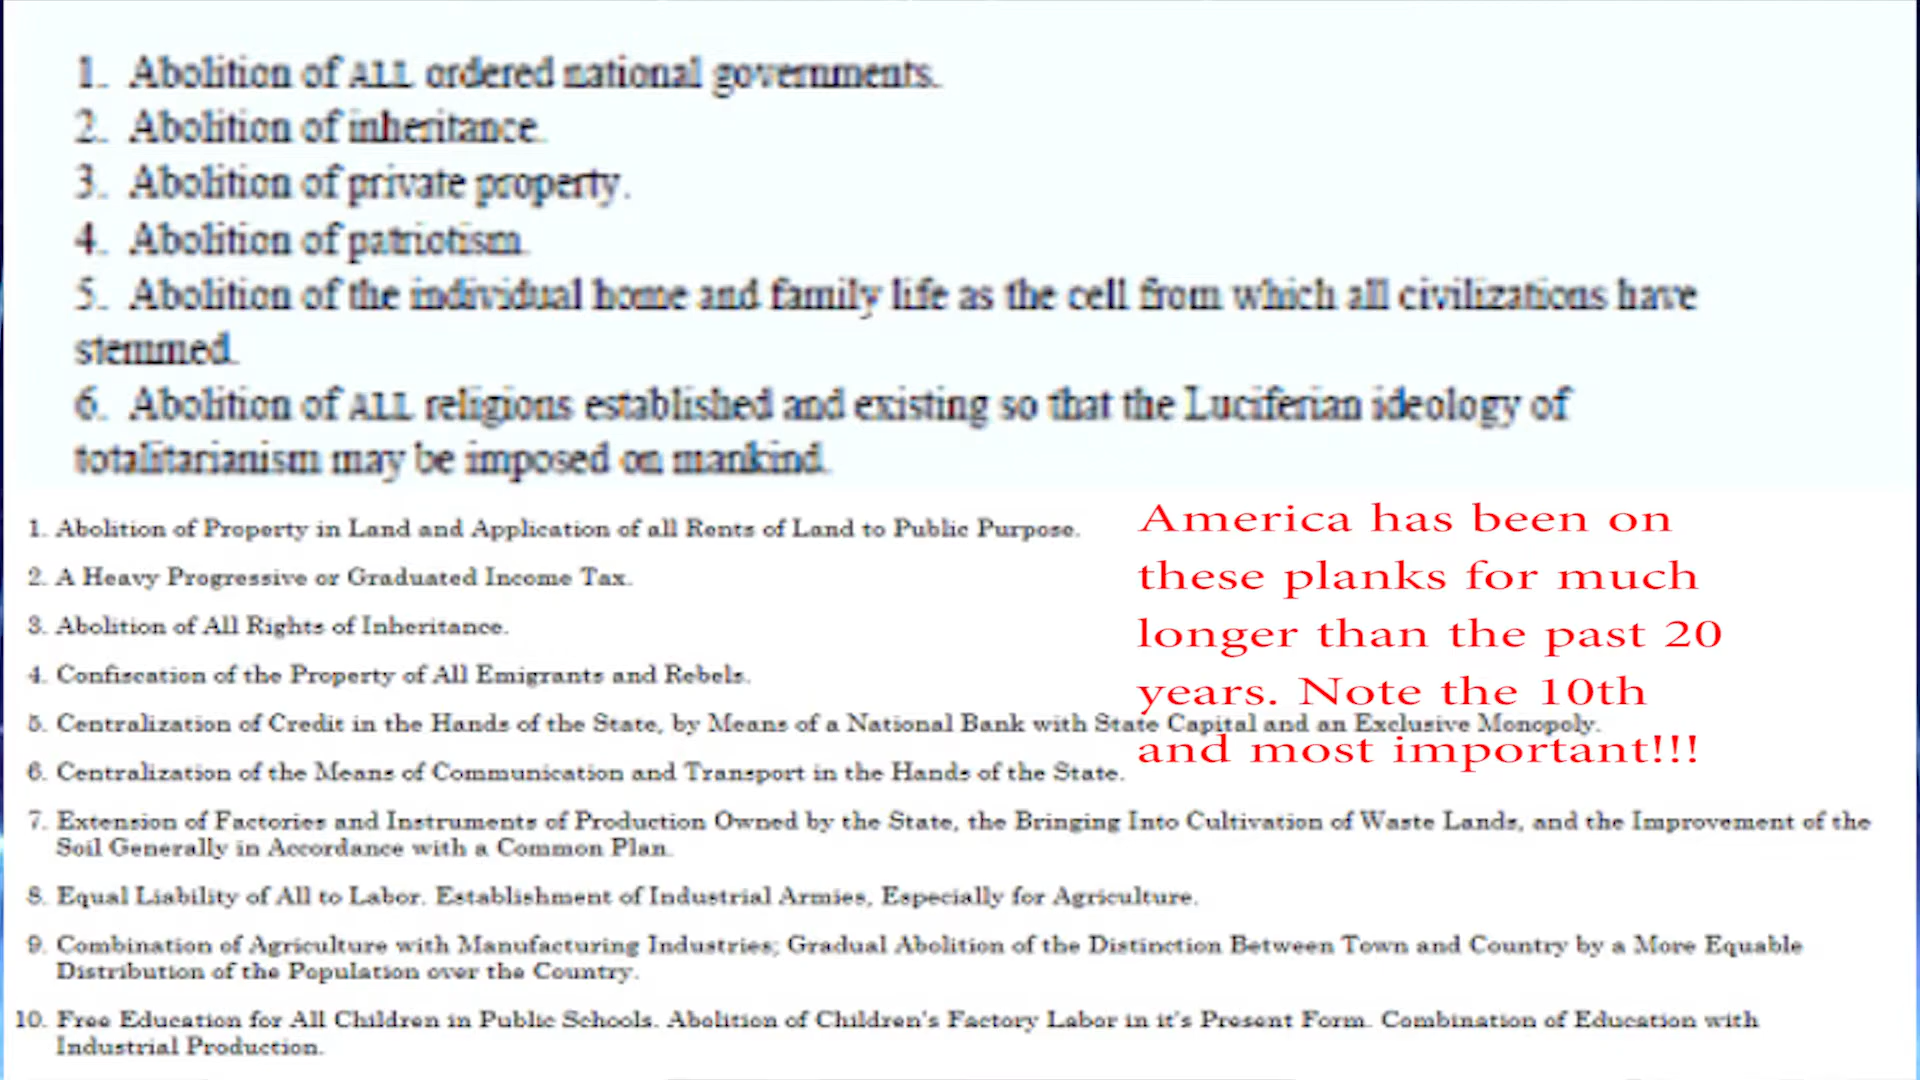 1. Abolition of ALL ordered national governments.
2. Abolition of inheritance.
3. Abolition of private property.
4. Abolition of patriotism.
5. Abolition of the individual home and family life as the cell from which all civilizations have
stemmed.
6. Abolition of ALL religions established and existing so that the Luciferian ideology of
totalitarianism may be imposed on mankind.
1. Abolition of Property in Land and Application of all Rents of Land to Public Purpose.
2. A Heavy Progressive or Graduated Income Tax.
3. Abolition of All Rights of Inheritance.
4. Confiscation of the Property of All Emigrants and Rebels.
5. Centralization of Credit in the Hands of the State, by Means of a National Bank with State Capital and an Exclusive Monopoly.
6. Centralization of the Means of Communication and Transport in the Hands of the State.
7. Extension of Factories and Instruments of Production Owned by the State, the Bringing Into Cultivation of Waste Lands, and the Improvement of the
Soil Generally in Accordance with a Common Plan.
8. Equal Liability of All to Labor. Establishment of Industrial Armies, Especially for Agriculture.
9. Combination of Agriculture with Manufacturing Industries; Gradual Abolition of the Distinction Between Town and Country by a More Equable
Distribution of the Population over the Country.
10. Free Education for All Children in Public Schools. Abolition of Children's Factory Labor in it's Present Form. Combination of Education with
Industrial Production.
America has been on
these planks for much
longer than the past 20
years. Note the 10th
and most important!!!